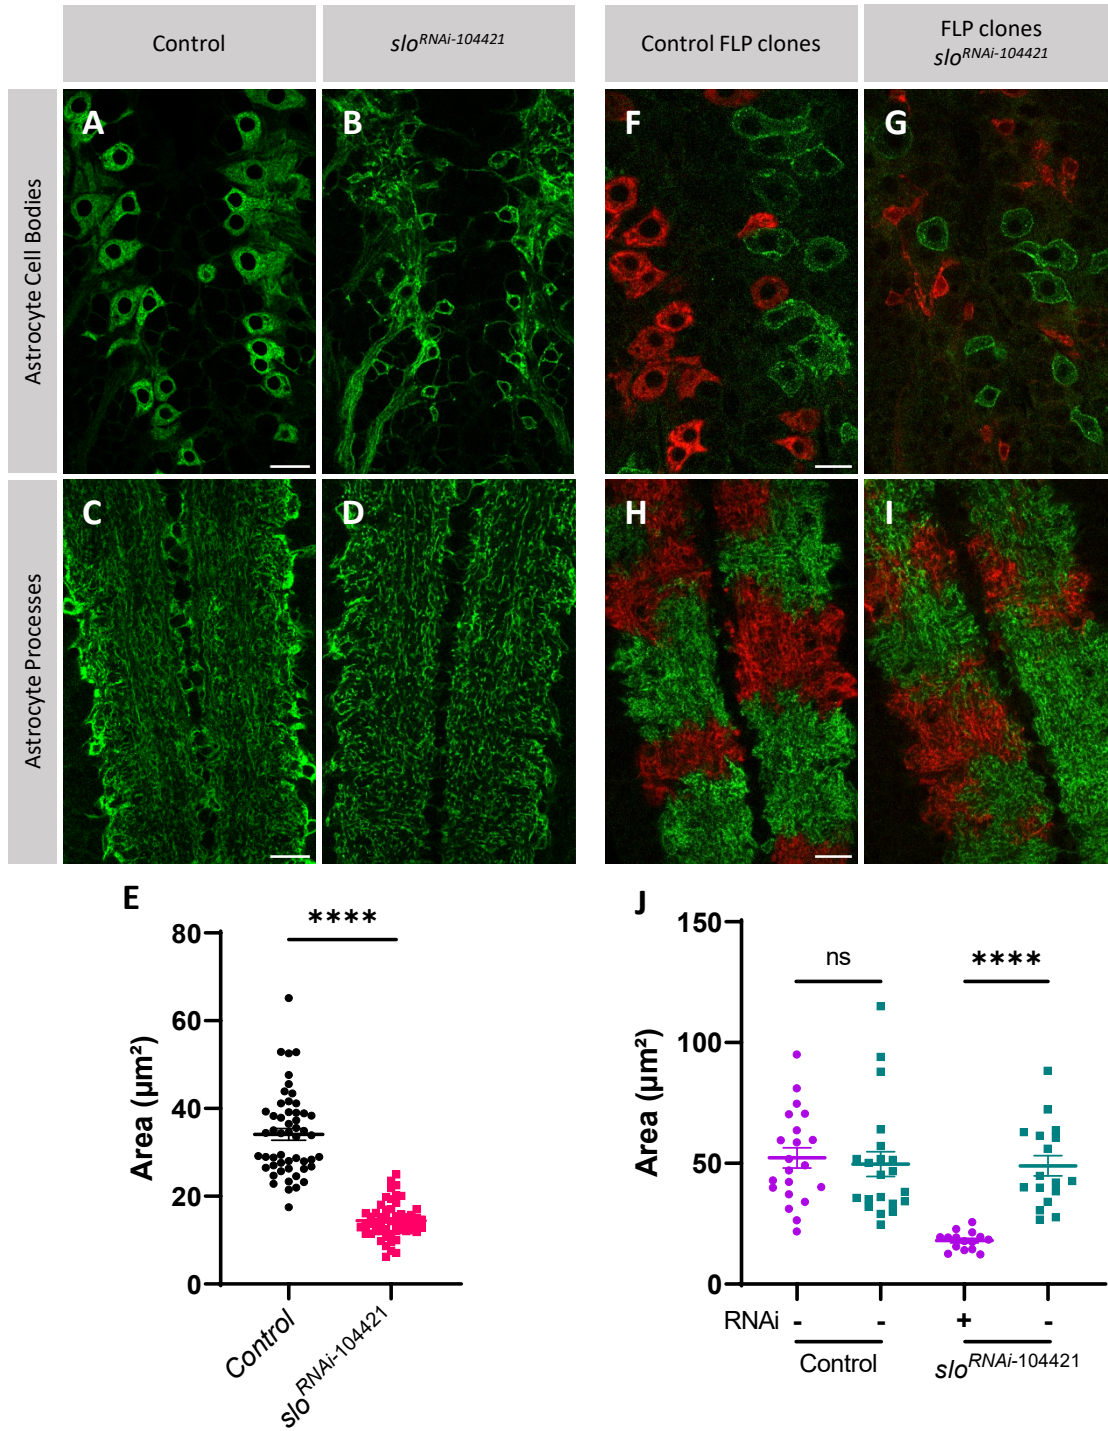 Control
slo^RNAi-104421
Control FLP clones
FLP clones
slo^RNAi-104421
Astrocyte Cell Bodies
A
B
F
G
Astrocyte Processes
C
D
H
I
E
****
80
60
40
20
0
Area (µm²)
Control
slo^RNAi-104421
J
150
100
50
0
Area (µm²)
ns
****
RNAi - - + -
Control
slo^RNAi-104421